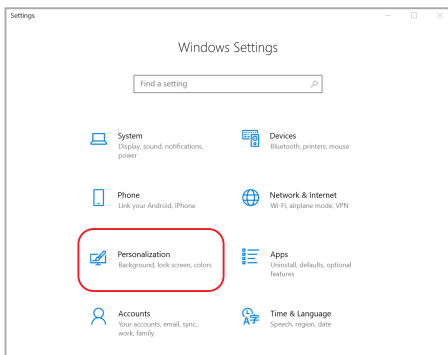 Settings
Windows Settings
Find a setting
System
Display, sound, notifications,
power
Devices
Bluetooth, printers, mouse
Phone
Link your Android, iPhone
Network & Internet
Wi-Fi, airplane mode, VPN
Personalization
Background, lock screen, colors
Apps
Uninstall, defaults, optional
features
Accounts
Your accounts, email, sync,
work, family
Time & Language
Speech, region, date